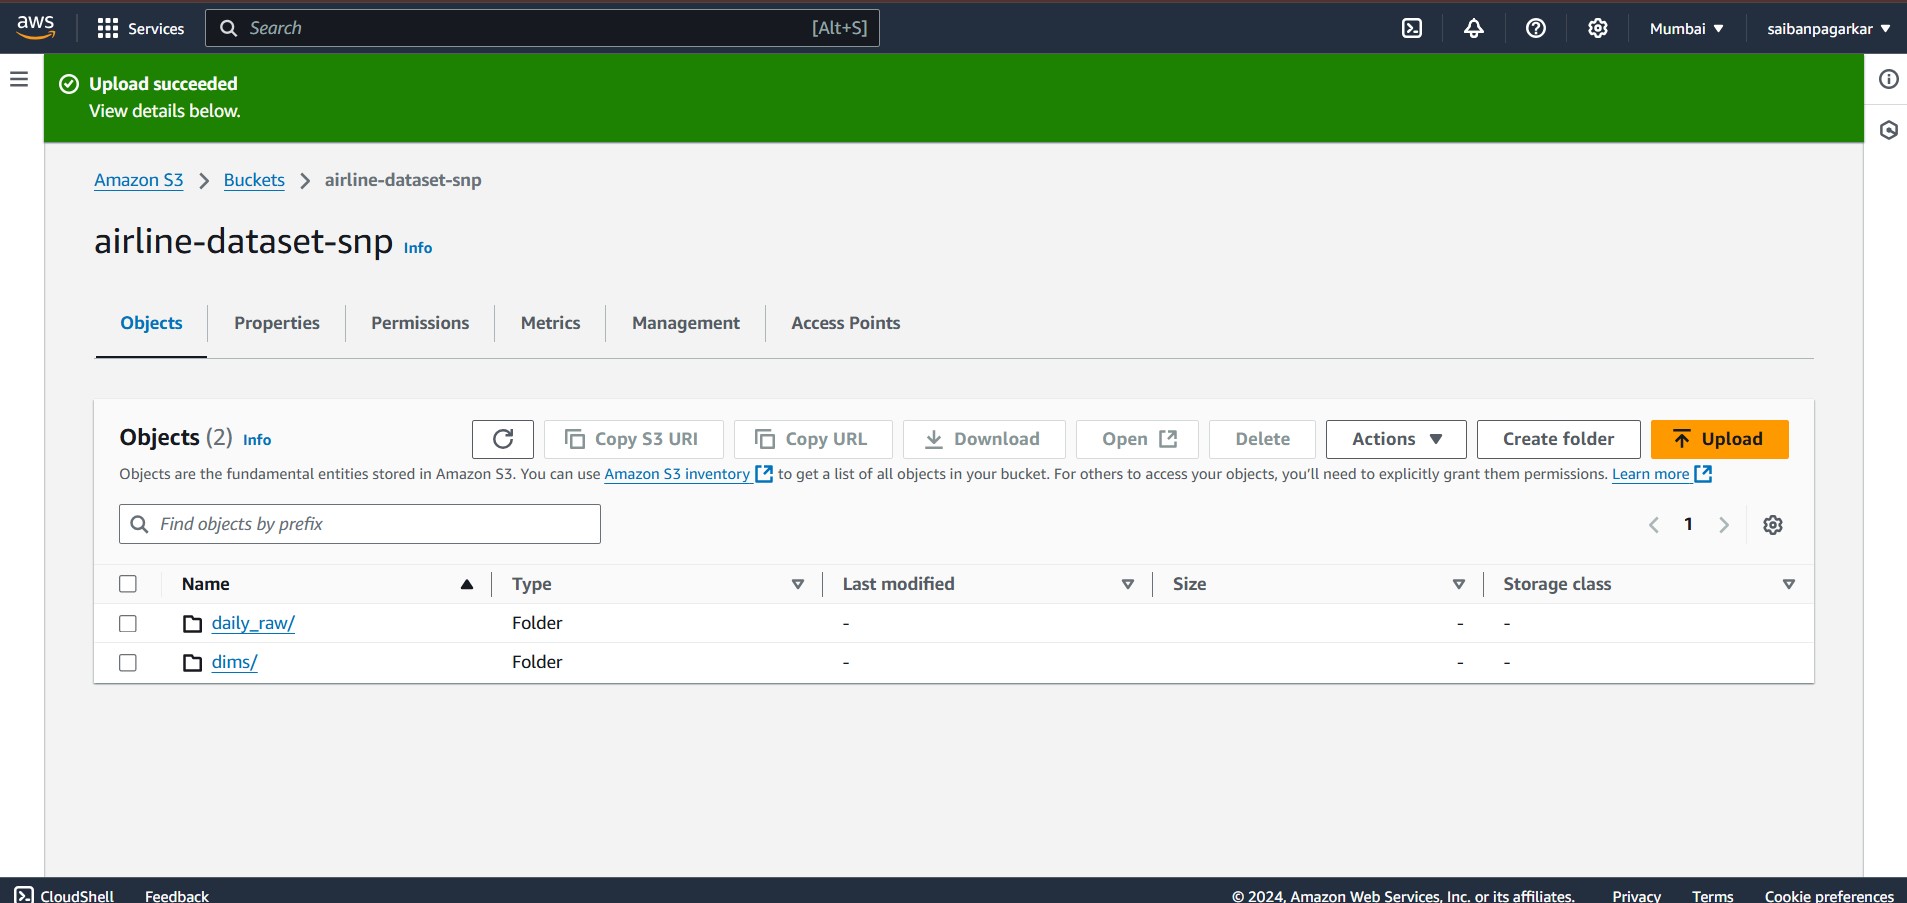 aws Services Search [Alt+S] Mumbai saibanpagarkar
Upload succeeded
View details below.
Amazon S3 Buckets airline-dataset-snp
airline-dataset-snp Info
Objects Properties Permissions Metrics Management Access Points
Objects (2) Info Copy S3 URI Copy URL Download Open Delete Actions Create folder Upload
Objects are the fundamental entities stored in Amazon S3. You can use Amazon S3 inventory to get a list of all objects in your bucket. For others to access your objects, you’ll need to explicitly grant them permissions. Learn more
Find objects by prefix 1
Name Type Last modified Size Storage class
daily_raw/ Folder - - -
dims/ Folder - - -
CloudShell Feedback © 2024, Amazon Web Services, Inc. or its affiliates. Privacy Terms Cookie preferences